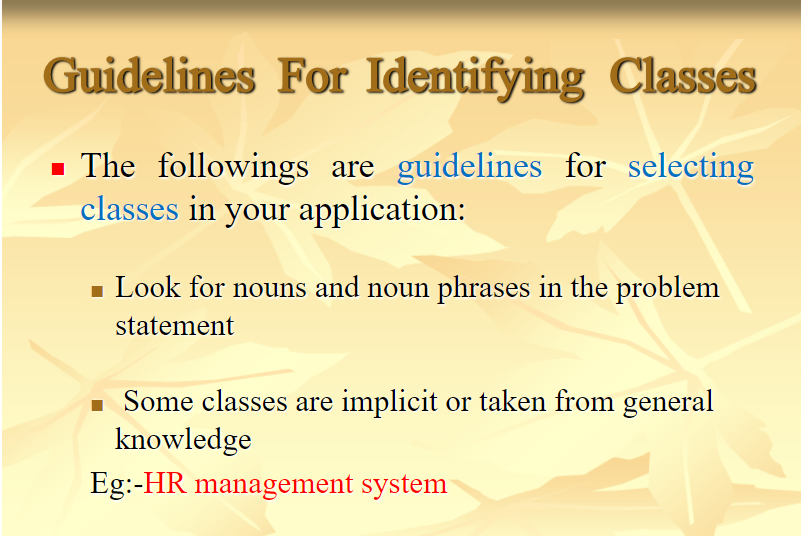 Guidelines For Identifying Classes
The followings are guidelines for selecting
classes in your application:
Look for nouns and noun phrases in the problem
statement
Some classes are implicit or taken from general
knowledge
Eg:-HR management system